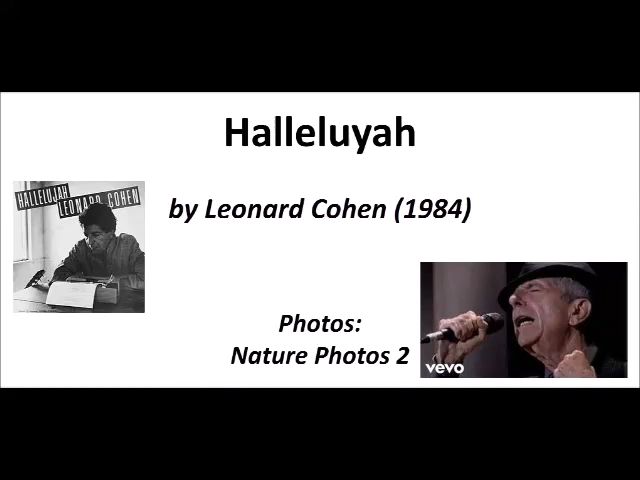 Halleluyah
HALLELUJAH
LEONARD COHEN
by Leonard Cohen (1984)
Photos:
Nature Photos 2
vevo